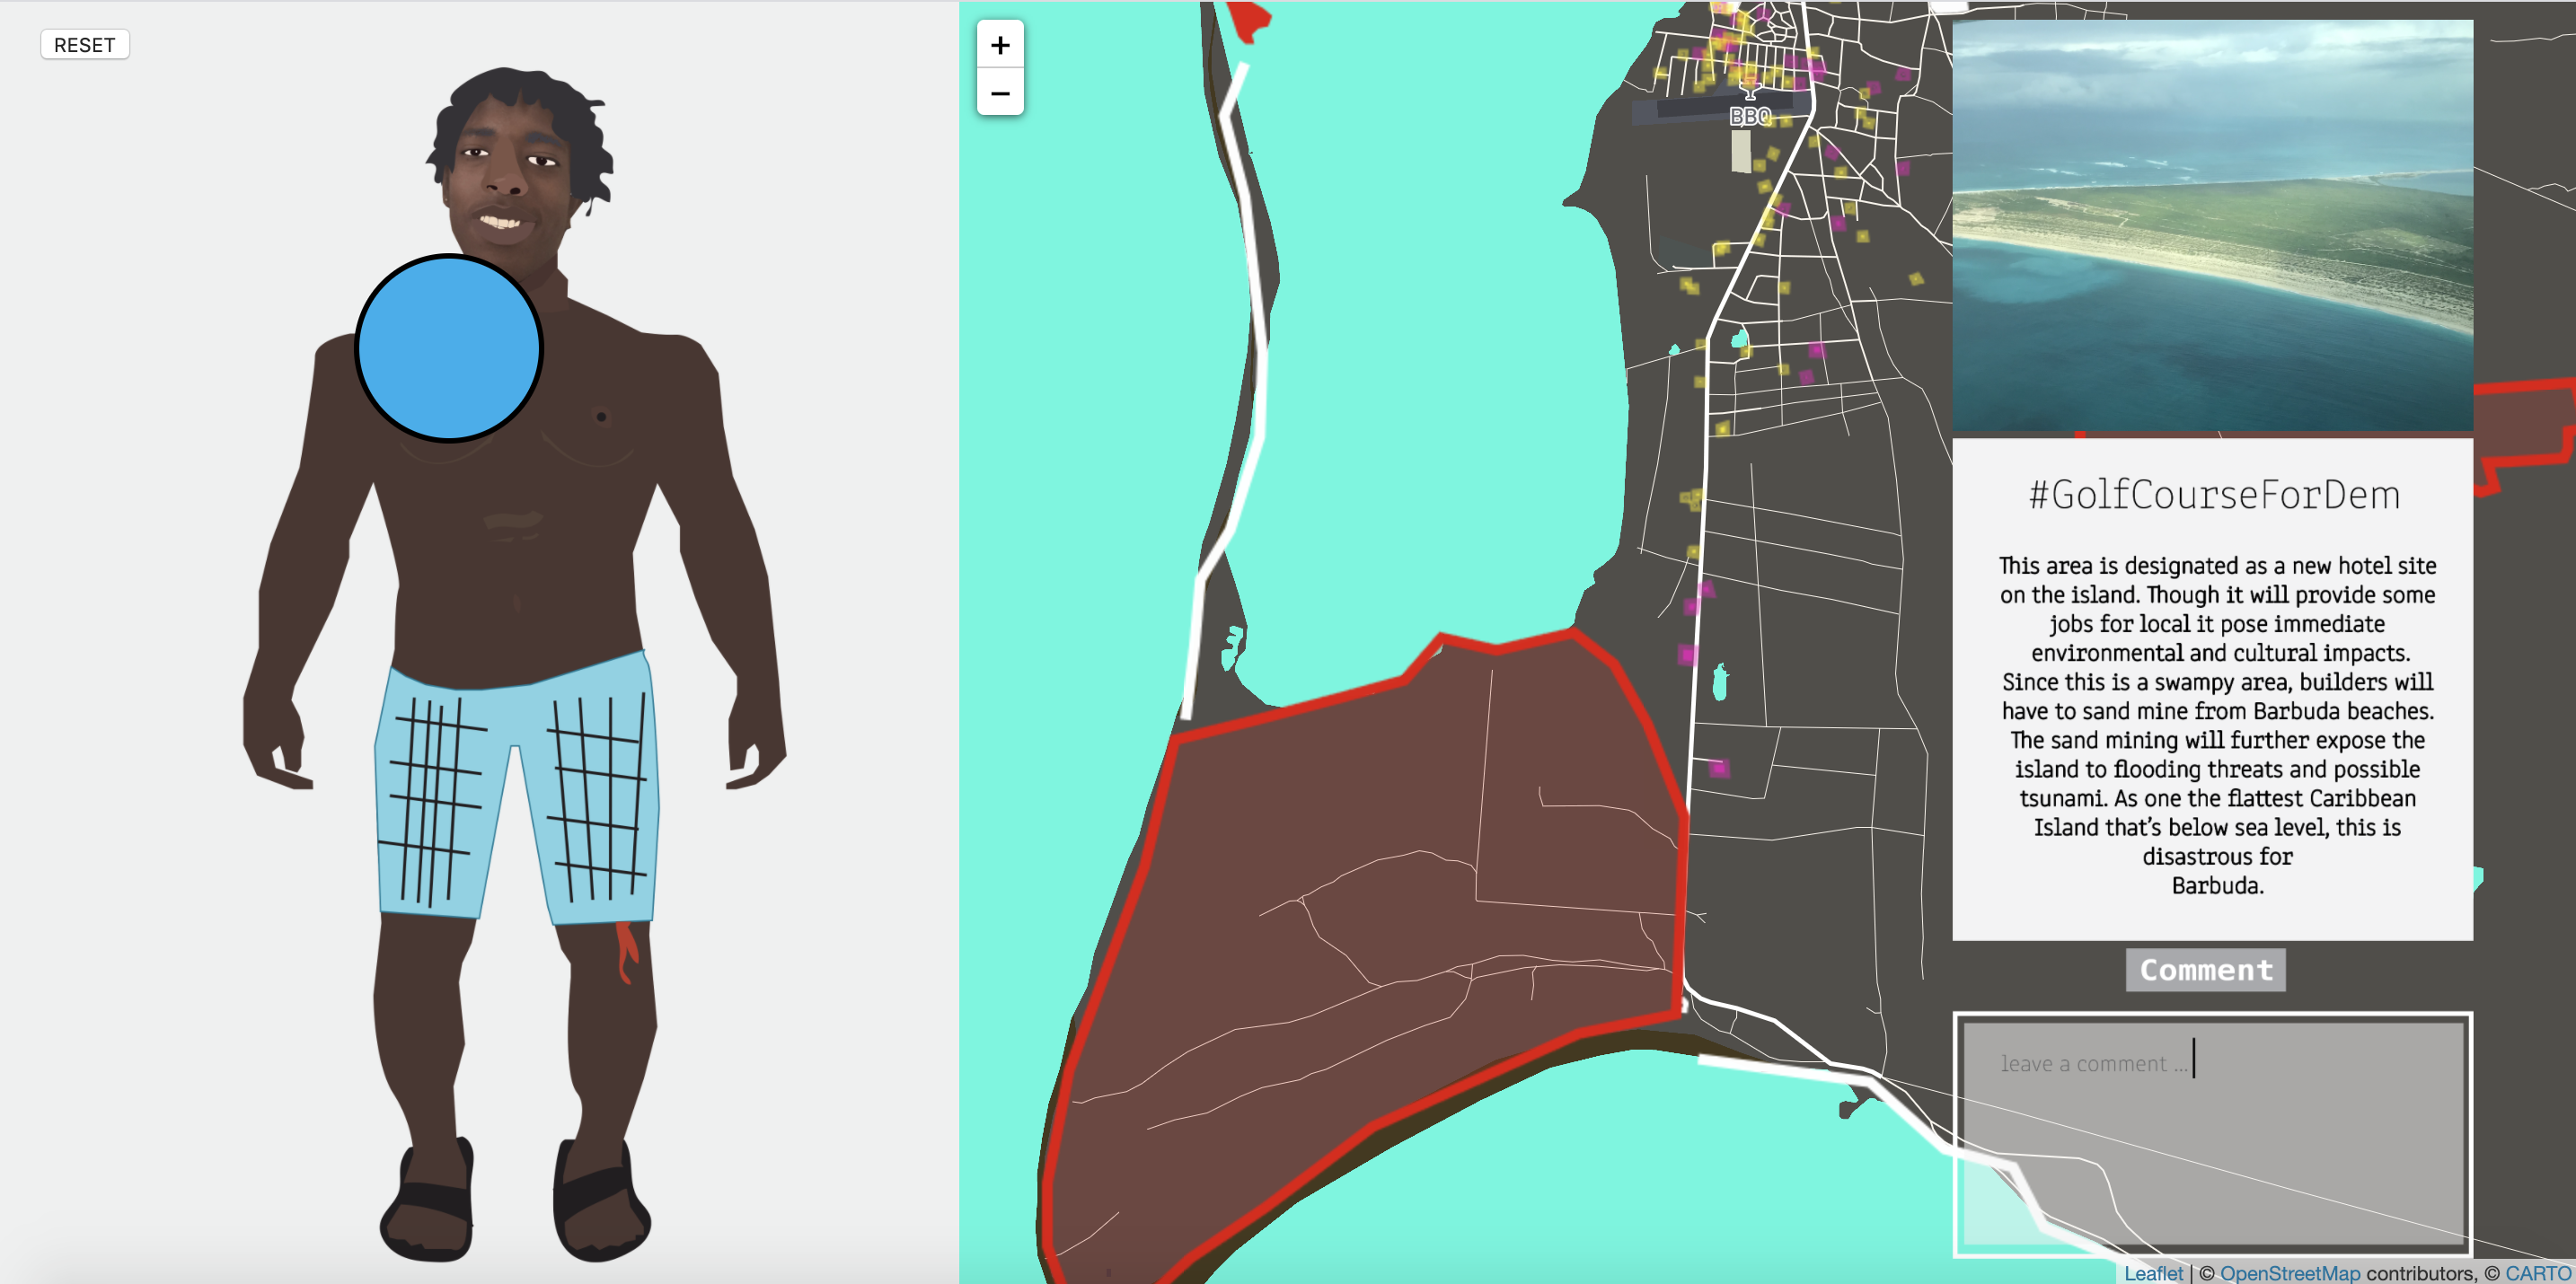 RESET
+
−
BBQ
#GolfCourseForDem
This area is designated as a new hotel site
on the island. Though it will provide some
jobs for local it pose immediate
environmental and cultural impacts.
Since this is a swampy area, builders will
have to sand mine from Barbuda beaches.
The sand mining will further expose the
island to flooding threats and possible
tsunami. As one the flattest Caribbean
Island that's below sea level, this is
disastrous for
Barbuda.
Comment
leave a comment ...
Leaflet | © OpenStreetMap contributors, © CARTO